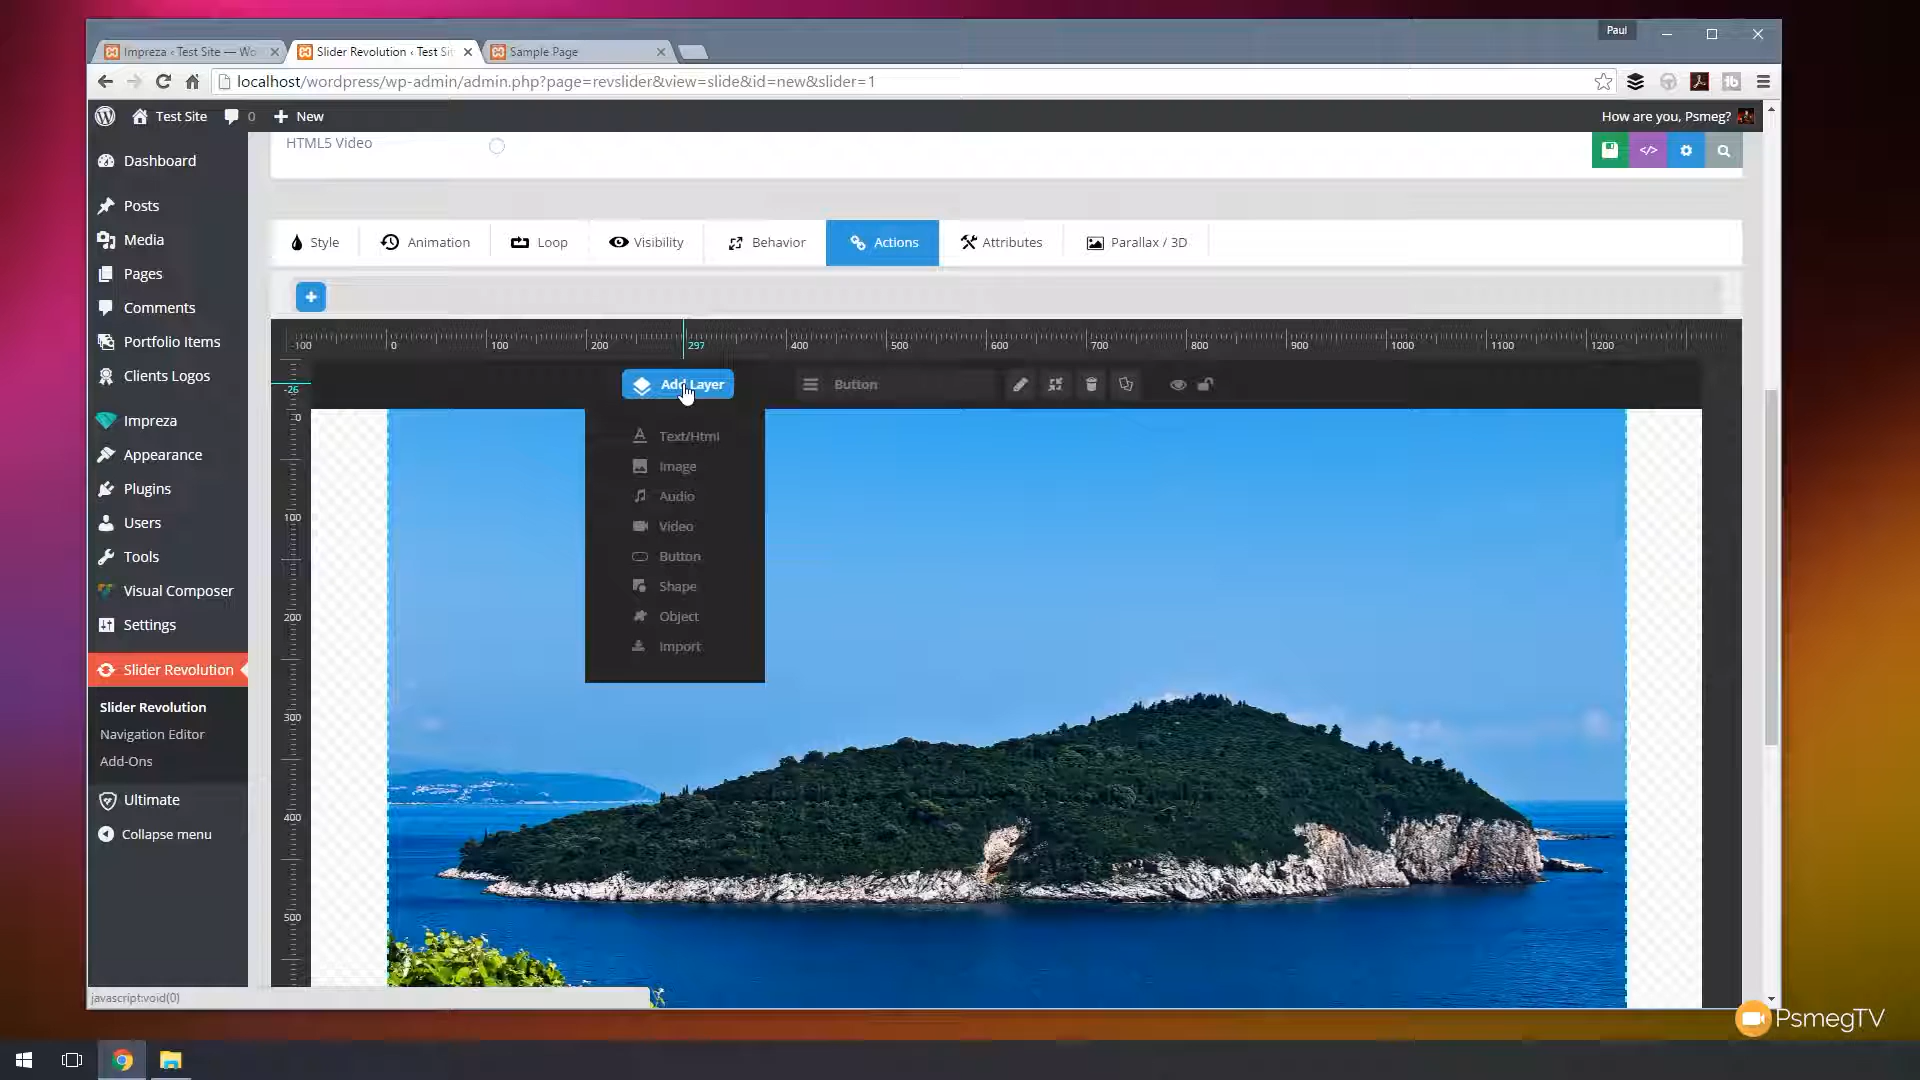 Paul
Impreza ‹ Test Site — Wo
Slider Revolution ‹ Test Sit
Sample Page
localhost/wordpress/wp-admin/admin.php?page=revslider&view=slide&id=new&slider=1
Test Site
0
New
How are you, Psmeg?
HTML5 Video
</>
Dashboard
Posts
Media
Pages
Comments
Portfolio Items
Clients Logos
Impreza
Appearance
Plugins
Users
Tools
Visual Composer
Settings
Slider Revolution
Slider Revolution
Navigation Editor
Add-Ons
Ultimate
Collapse menu
Style
Animation
Loop
Visibility
Behavior
Actions
Attributes
Parallax / 3D
-100 0 100 200 297 400 500 600 700 800 900 1000 1100 1200
-26
0
100
200
300
400
500
Add Layer
Button
Text/Html
Image
Audio
Video
Button
Shape
Object
Import
javascript:void(0)
PsmegTV